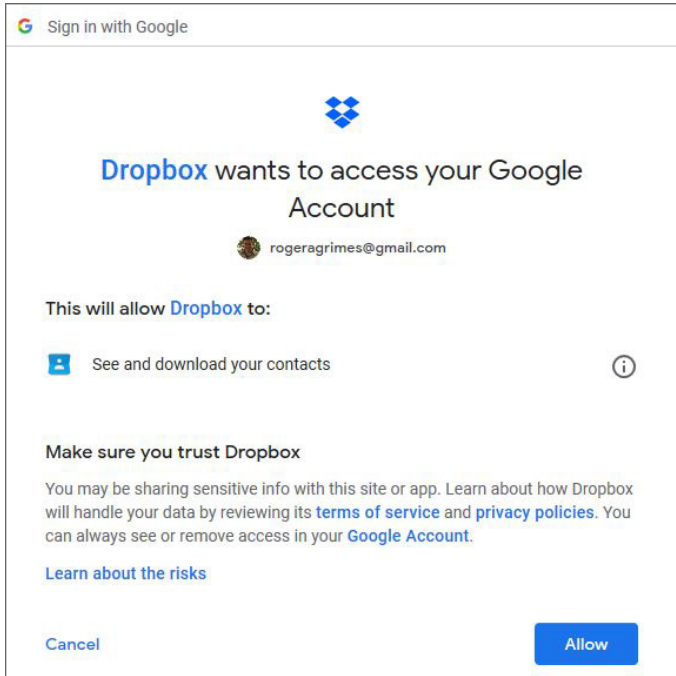 Sign in with Google
Dropbox wants to access your Google
Account
rogeragrimes@gmail.com
This will allow Dropbox to:
See and download your contacts
Make sure you trust Dropbox
You may be sharing sensitive info with this site or app. Learn about how Dropbox
will handle your data by reviewing its terms of service and privacy policies. You
can always see or remove access in your Google Account.
Learn about the risks
Cancel
Allow